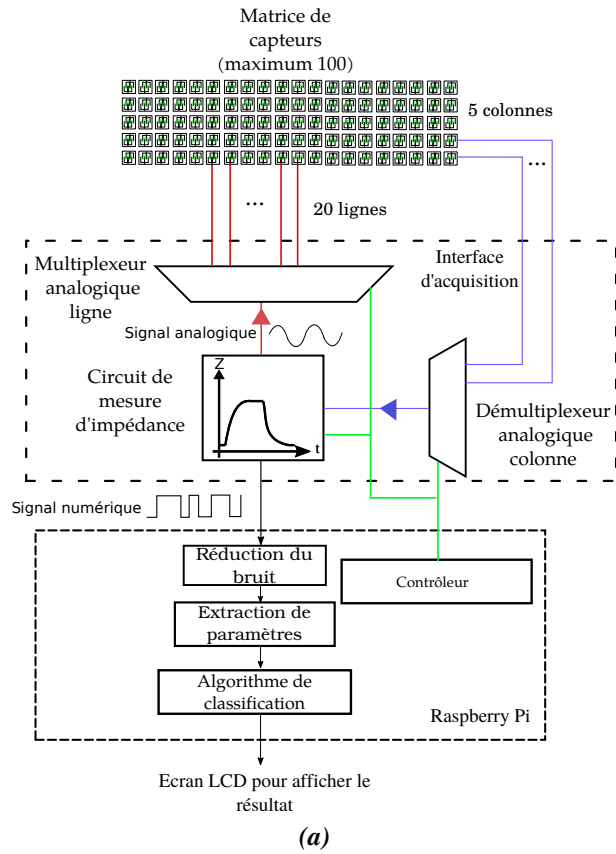 Matrice de
capteurs
(maximum 100)
5 colonnes
...
...
20 lignes
Multiplexeur
analogique
ligne
Interface
d'acquisition
Signal analogique
Circuit de
mesure
d'impédance
Z
t
Démultiplexeur
analogique
colonne
Signal numérique
Réduction du
bruit
Contrôleur
Extraction de
paramètres
Algorithme de
classification
Raspberry Pi
Ecran LCD pour afficher le
résultat
(a)